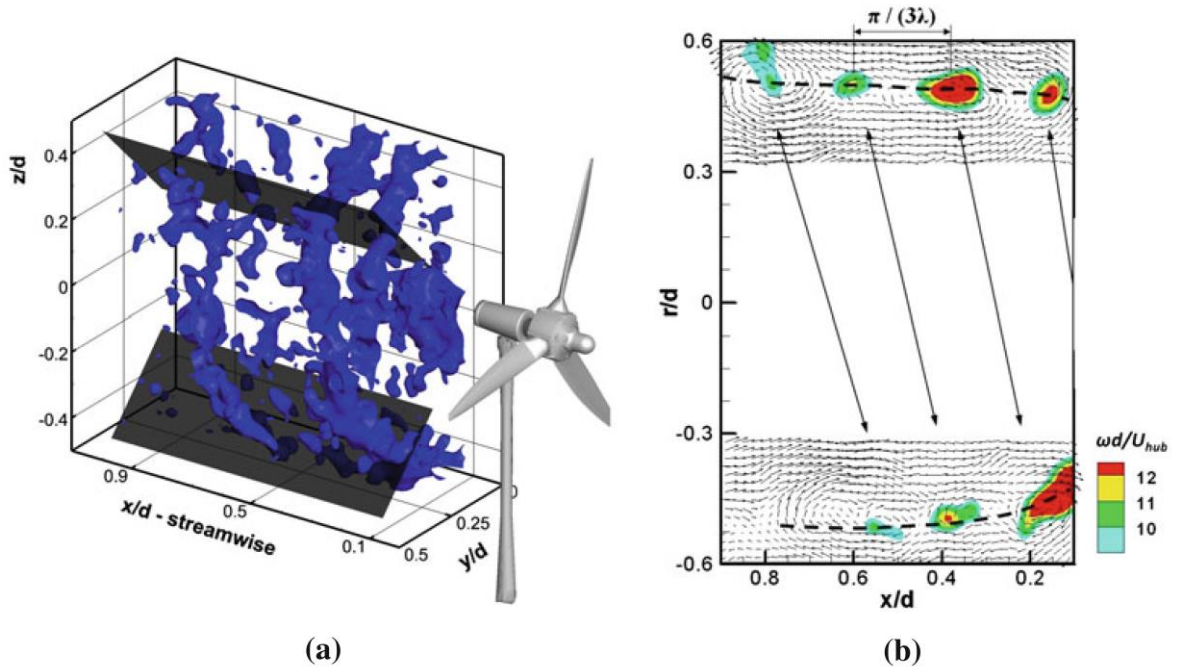 0.4
0.2
z/d
0
-0.2
-0.4
0.9
0.5
0.1
x/d - streamwise
0
0.25
0.5
y/d
(a)
π / (3λ)
0.6
0.3
r/d
0
-0.3
-0.6
0.8
0.6
0.4
0.2
x/d
ωd/U_hub
12
11
10
(b)